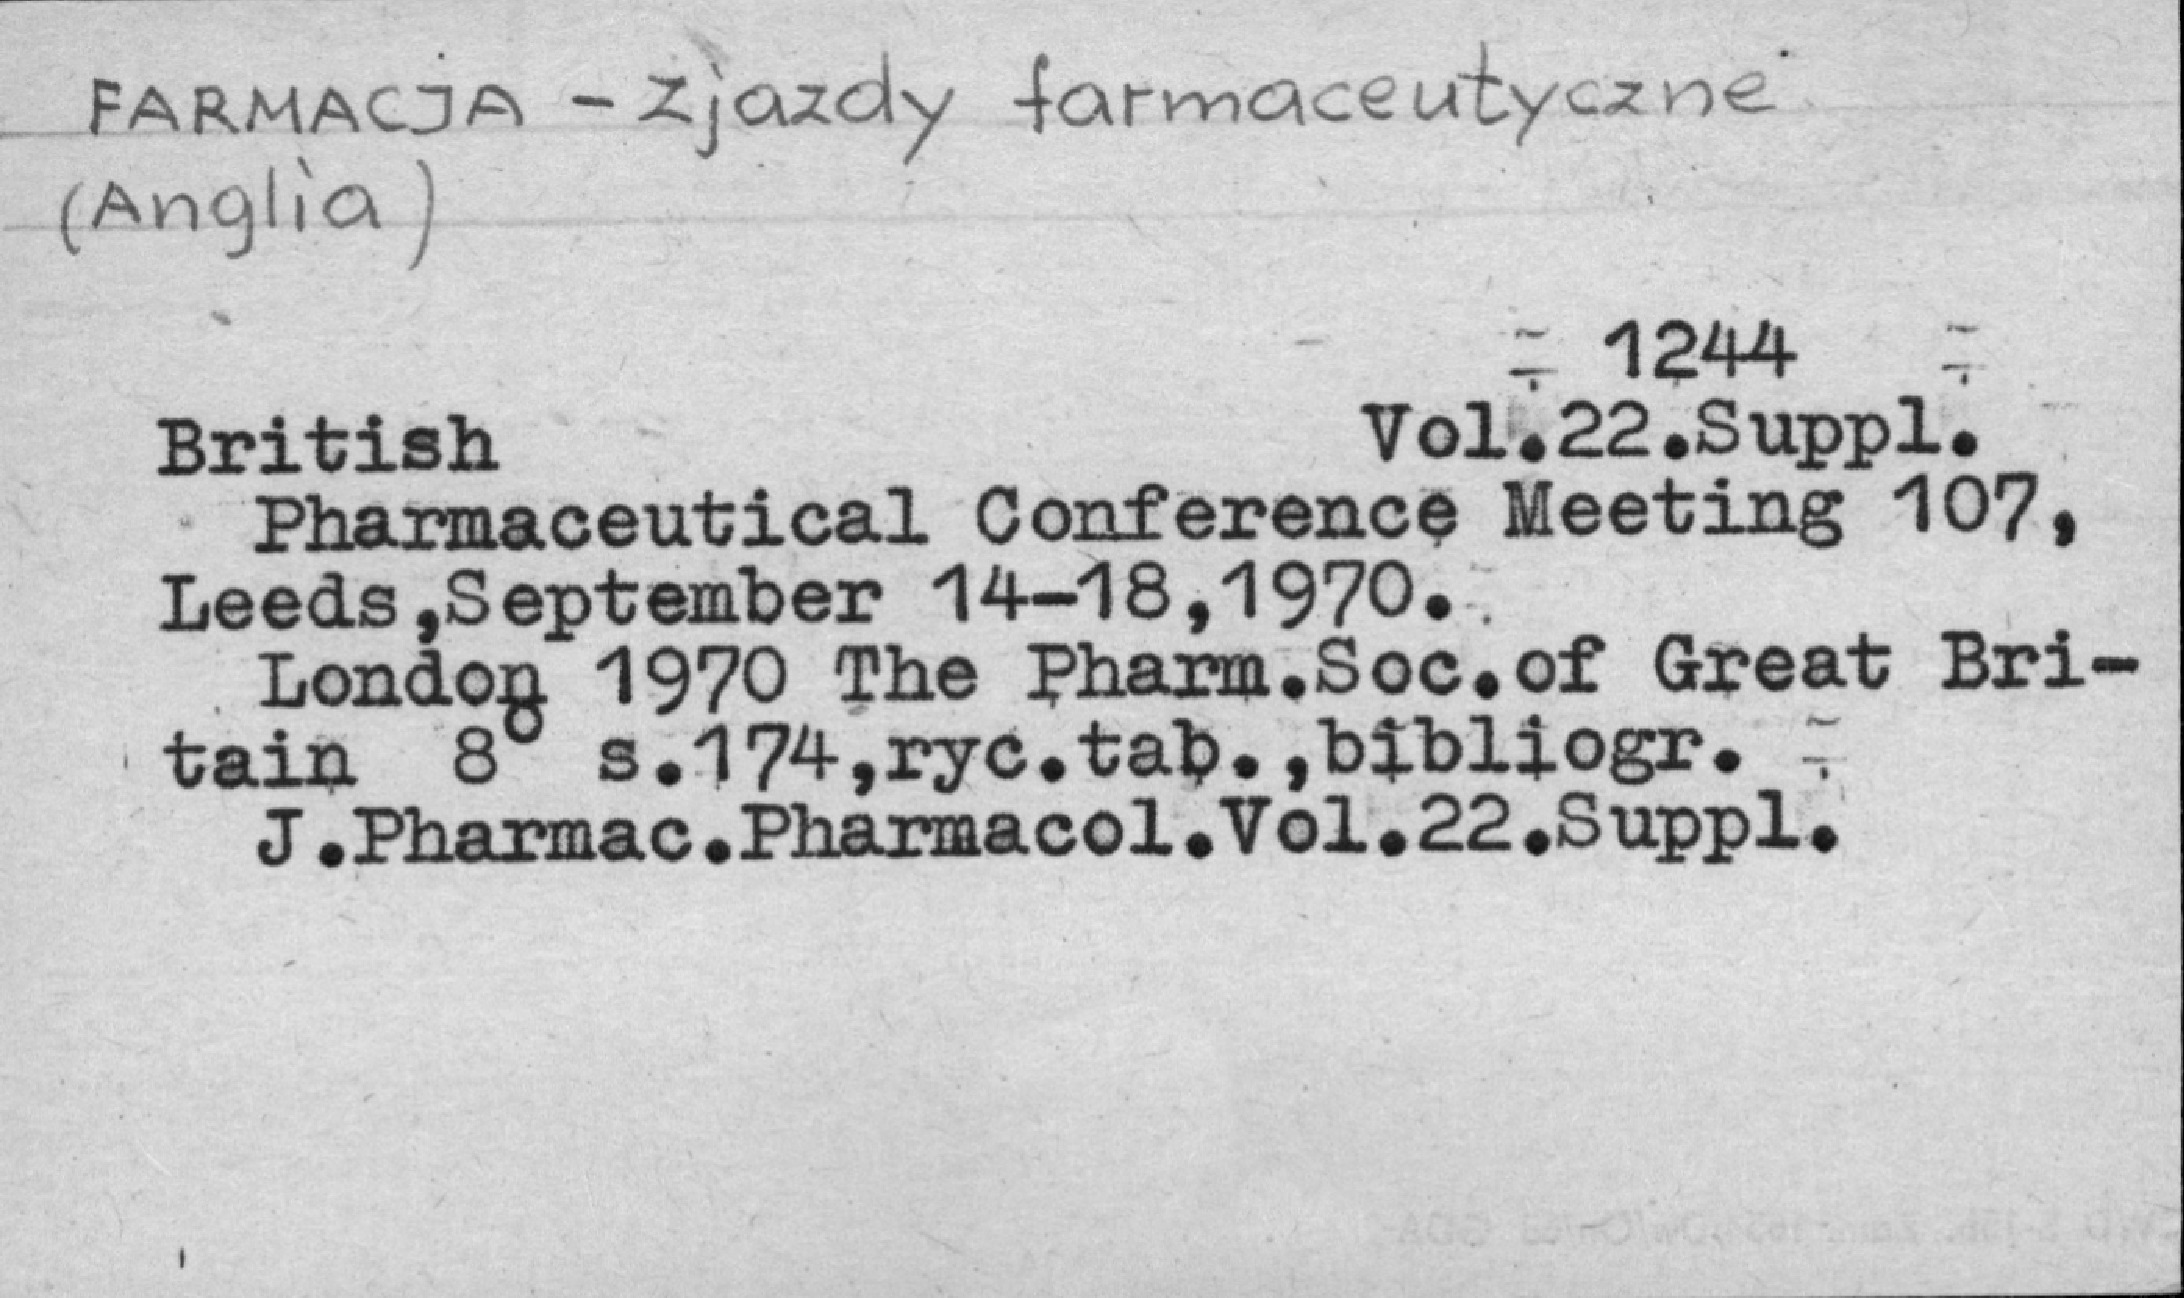 FARMACJA - Zjazdy farmaceutyczne
(Anglia)
1244
British Vol.22.Suppl.
Pharmaceutical Conference Meeting 107,
Leeds,September 14-18,1970.
London 1970 The Pharm.Soc.of Great Bri-
tain 8° s.174,ryc.tab.,bibliogr.
J.Pharmac.Pharmacol.Vol.22.Suppl.